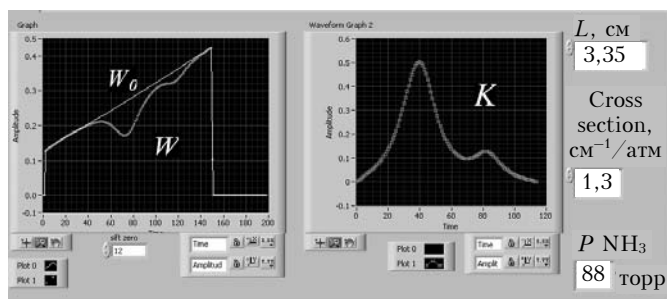 Graph
0.5
0.4
0.3
0.2
0.1
0.0
-0.1
Amplitude
W₀
W
0 20 40 60 80 100 120 140 160 180 200
sift zero
12
Time
Amplitud
Plot 0
Plot 1
Waveform Graph 2
0.6
0.5
0.4
0.3
0.2
0.1
0
-0.1
Amplitude
K
0 20 40 60 80 100 120
Time
Plot 0
Plot 1
Time
Amplit
L, см
3,35
Cross
section,
см⁻¹/атм
1,3
P NH₃
88 торр